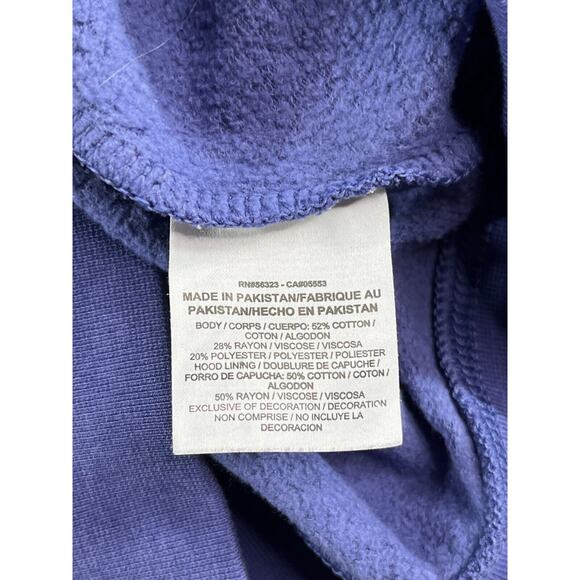 RN#56323 - CA#05553
MADE IN PAKISTAN/FABRIQUE AU
PAKISTAN/HECHO EN PAKISTAN
BODY / CORPS / CUERPO: 52% COTTON /
COTON / ALGODON
28% RAYON / VISCOSE / VISCOSA
20% POLYESTER / POLYESTER / POLIESTER
HOOD LINING / DOUBLURE DE CAPUCHE /
FORRO DE CAPUCHA: 50% COTTON / COTON /
ALGODON
50% RAYON / VISCOSE / VISCOSA
EXCLUSIVE OF DECORATION / DECORATION
NON COMPRISE / NO INCLUYE LA
DECORACION